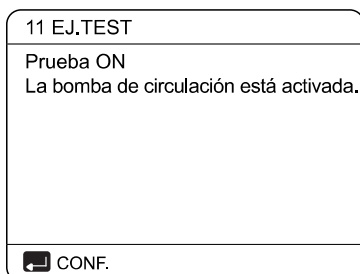 11 EJ.TEST
Prueba ON
La bomba de circulación está activada.
CONF.